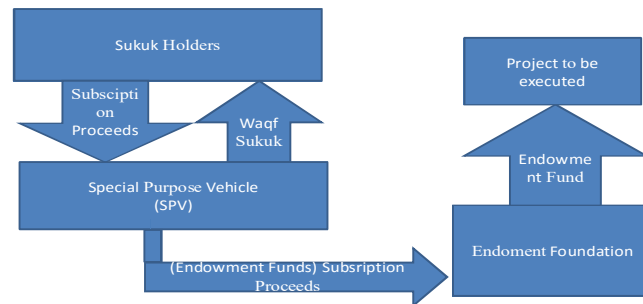 Sukuk Holders
Subscipti
on
Proceeds
Waqf
Sukuk
Special Purpose Vehicle
(SPV)
(Endowment Funds) Subsription
Proceeds
Project to be
executed
Endowme
nt Fund
Endoment Foundation